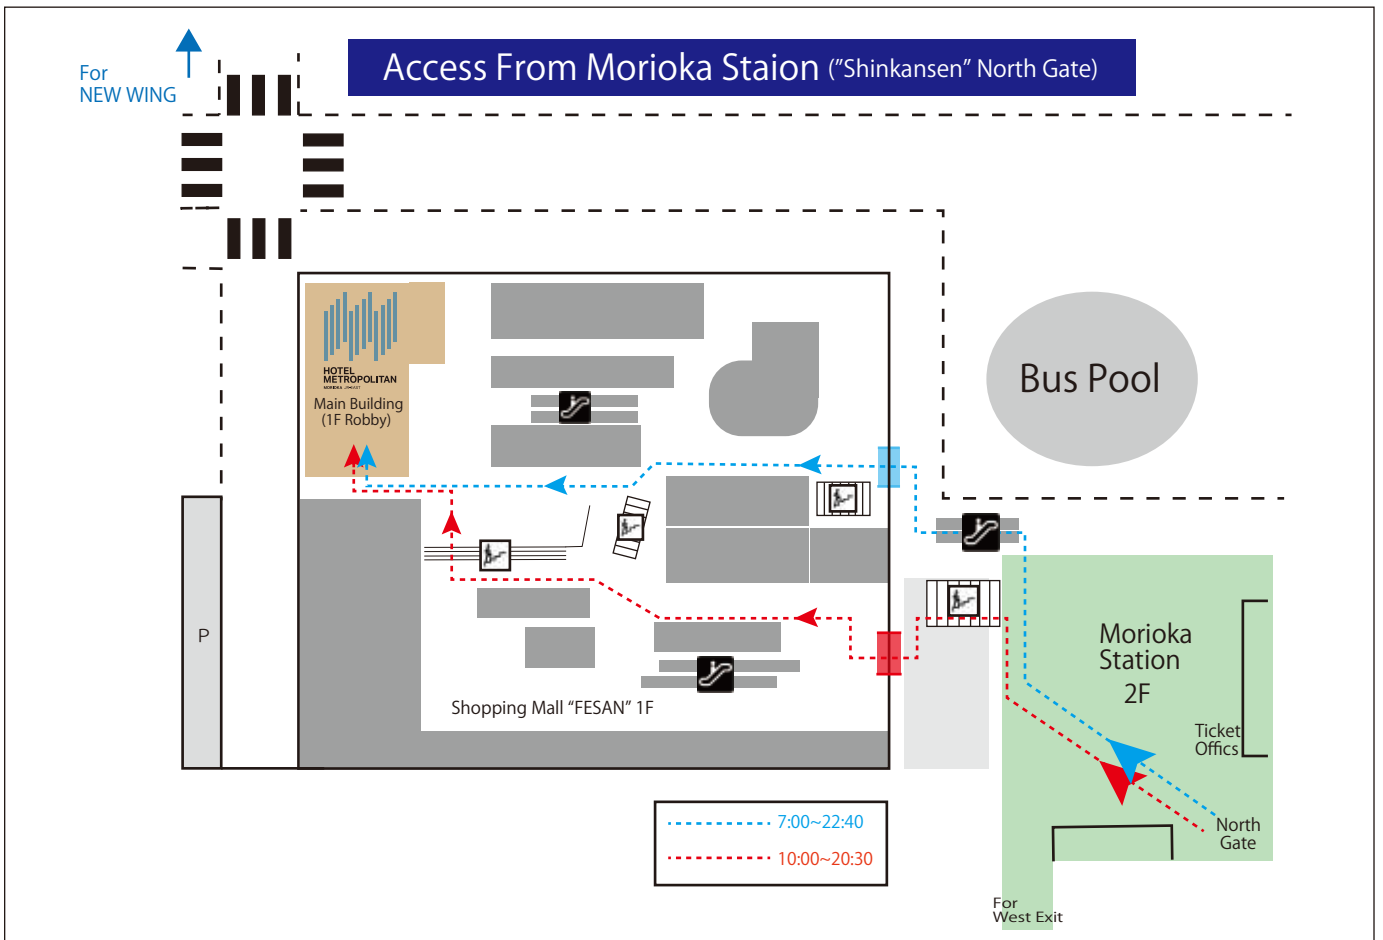 Access From Morioka Staion ("Shinkansen" North Gate)
For
NEW WING
HOTEL
METROPOLITAN
Main Building
(1F Robby)
Bus Pool
P
Morioka
Station
2F
Ticket
Offics
Shopping Mall "FESAN" 1F
7:00~22:40
10:00~20:30
North
Gate
For
West Exit